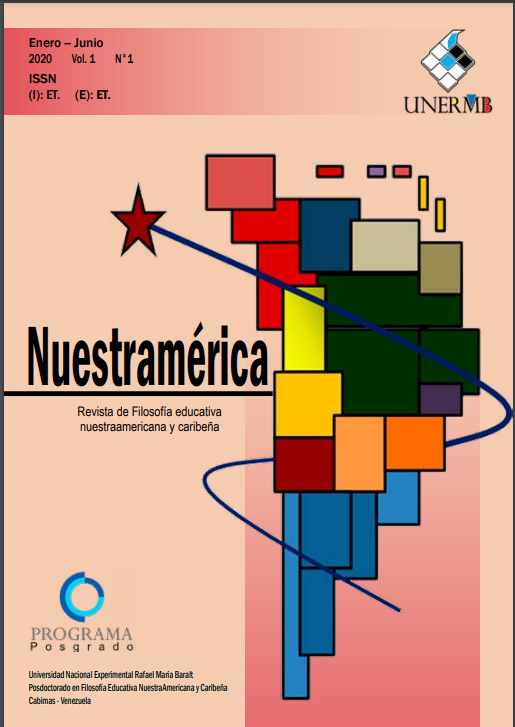 Enero – Junio
2020 Vol. 1 N°1
ISSN
(I): ET. (E): ET.
UNERMB
Nuestramérica
Revista de Filosofía educativa
nuestraamericana y caribeña
PROGRAMA
Posgrado
Universidad Nacional Experimental Rafael María Baralt
Posdoctorado en Filosofía Educativa NuestraAmericana y Caribeña
Cabimas - Venezuela